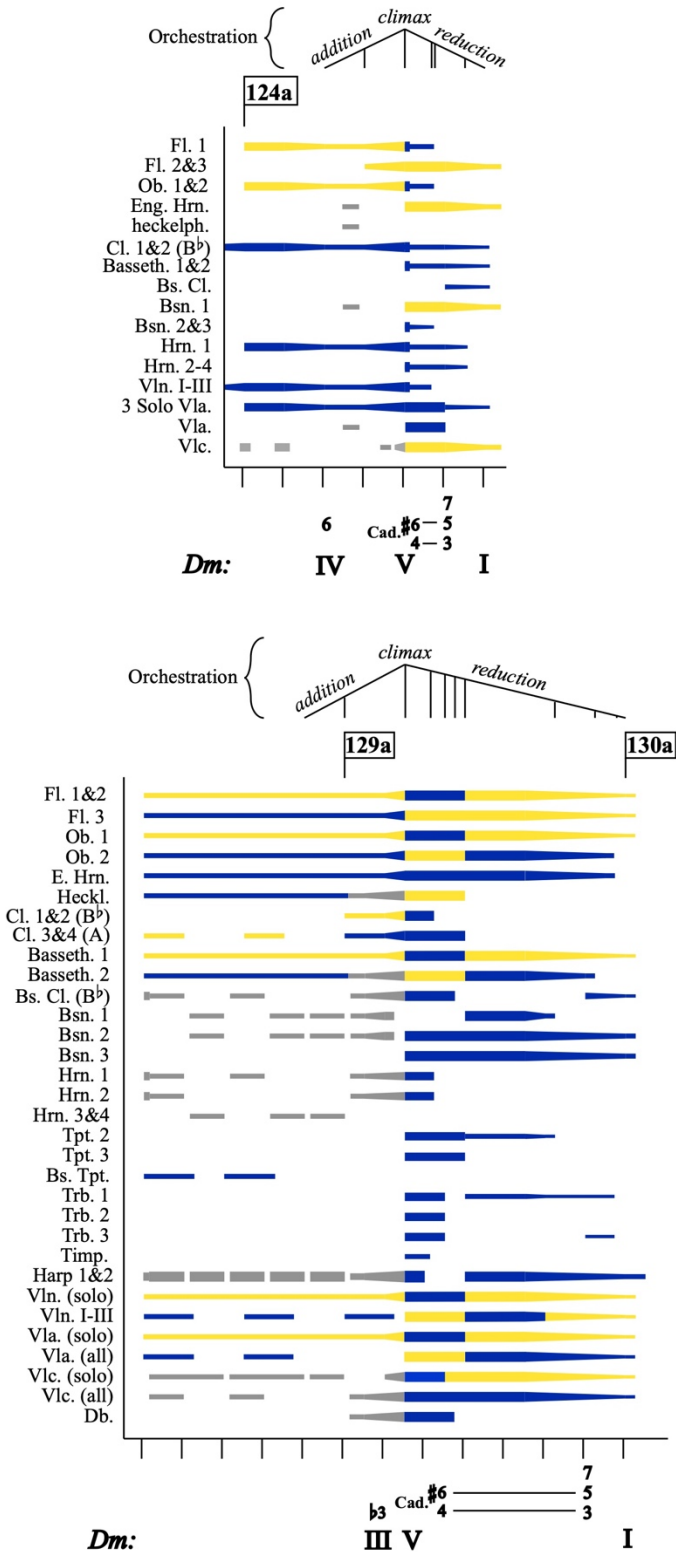 climax
Orchestration
addition
reduction
124a
Fl. 1
Fl. 2&3
Ob. 1&2
Eng. Hrn.
heckelph.
Cl. 1&2 (B♭)
Basseth. 1&2
Bs. Cl.
Bsn. 1
Bsn. 2&3
Hrn. 1
Hrn. 2-4
Vln. I-III
3 Solo Vla.
Vla.
Vlc.
7
6 Cad. ♯6 — 5
4 — 3
Dm: IV V I
climax
Orchestration
addition
reduction
129a 130a
Fl. 1&2
Fl. 3
Ob. 1
Ob. 2
E. Hrn.
Heckl.
Cl. 1&2 (B♭)
Cl. 3&4 (A)
Basseth. 1
Basseth. 2
Bs. Cl. (B♭)
Bsn. 1
Bsn. 2
Bsn. 3
Hrn. 1
Hrn. 2
Hrn. 3&4
Tpt. 2
Tpt. 3
Bs. Tpt.
Trb. 1
Trb. 2
Trb. 3
Timp.
Harp 1&2
Vln. (solo)
Vln. I-III
Vla. (solo)
Vla. (all)
Vlc. (solo)
Vlc. (all)
Db.
7
Cad. ♯6 — 5
♭3 4 — 3
Dm: III V I